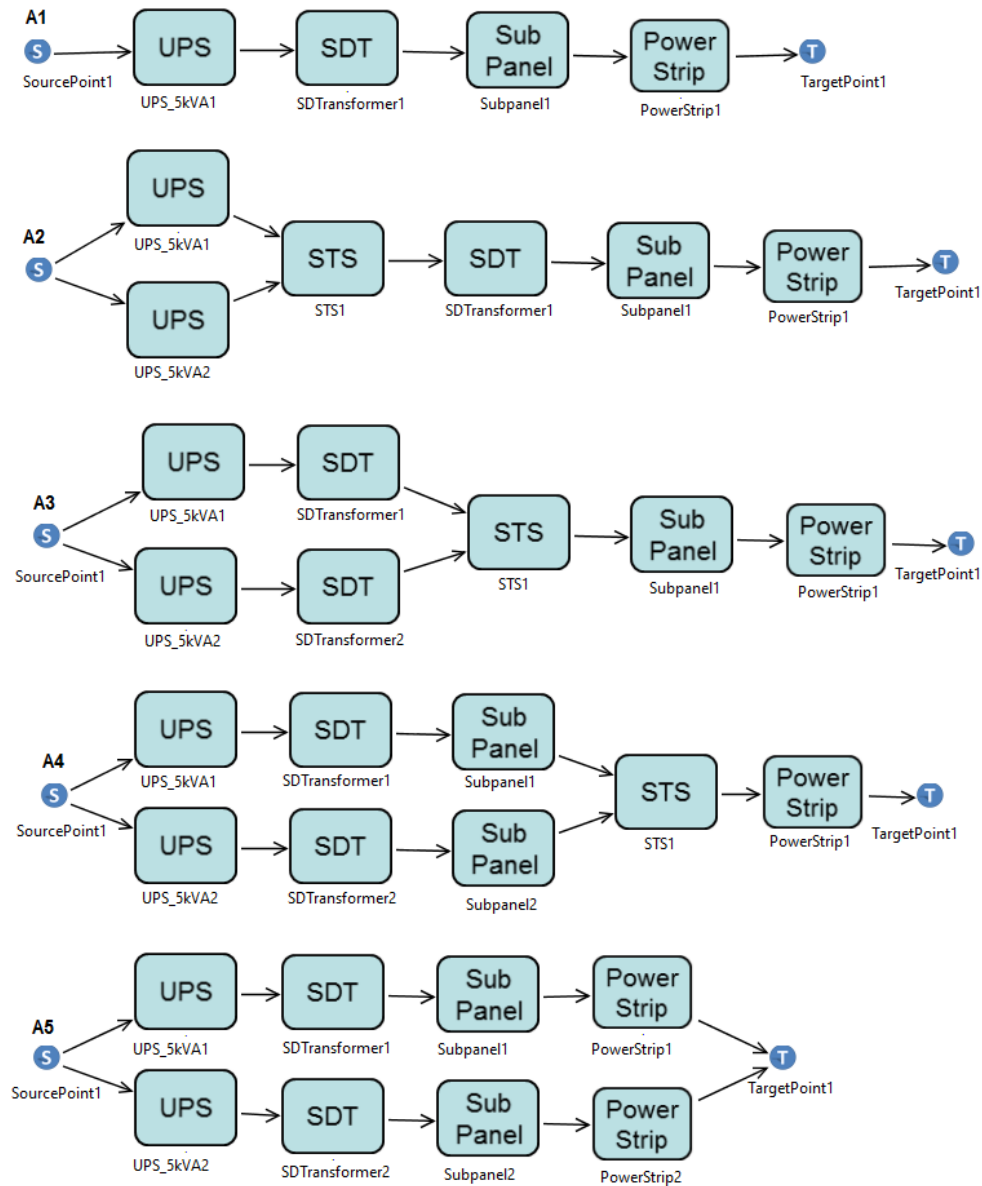 A1
S
SourcePoint1
UPS
UPS_5kVA1
SDT
SDTransformer1
Sub
Panel
Subpanel1
Power
Strip
PowerStrip1
T
TargetPoint1
A2
S
UPS
UPS_5kVA1
UPS
UPS_5kVA2
STS
STS1
SDT
SDTransformer1
Sub
Panel
Subpanel1
Power
Strip
PowerStrip1
T
TargetPoint1
A3
S
SourcePoint1
UPS
UPS_5kVA1
SDT
SDTransformer1
UPS
UPS_5kVA2
SDT
SDTransformer2
STS
STS1
Sub
Panel
Subpanel1
Power
Strip
PowerStrip1
T
TargetPoint1
A4
S
SourcePoint1
UPS
UPS_5kVA1
SDT
SDTransformer1
Sub
Panel
Subpanel1
UPS
UPS_5kVA2
SDT
SDTransformer2
Sub
Panel
Subpanel2
STS
STS1
Power
Strip
PowerStrip1
T
TargetPoint1
A5
S
SourcePoint1
UPS
UPS_5kVA1
SDT
SDTransformer1
Sub
Panel
Subpanel1
Power
Strip
PowerStrip1
UPS
UPS_5kVA2
SDT
SDTransformer2
Sub
Panel
Subpanel2
Power
Strip
PowerStrip2
T
TargetPoint1